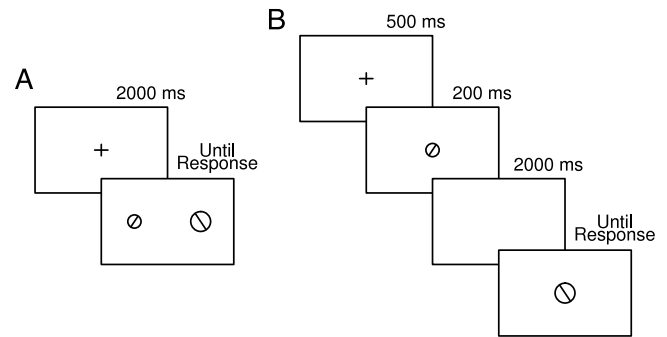 A
2000 ms
Until
Response
B
500 ms
200 ms
2000 ms
Until
Response